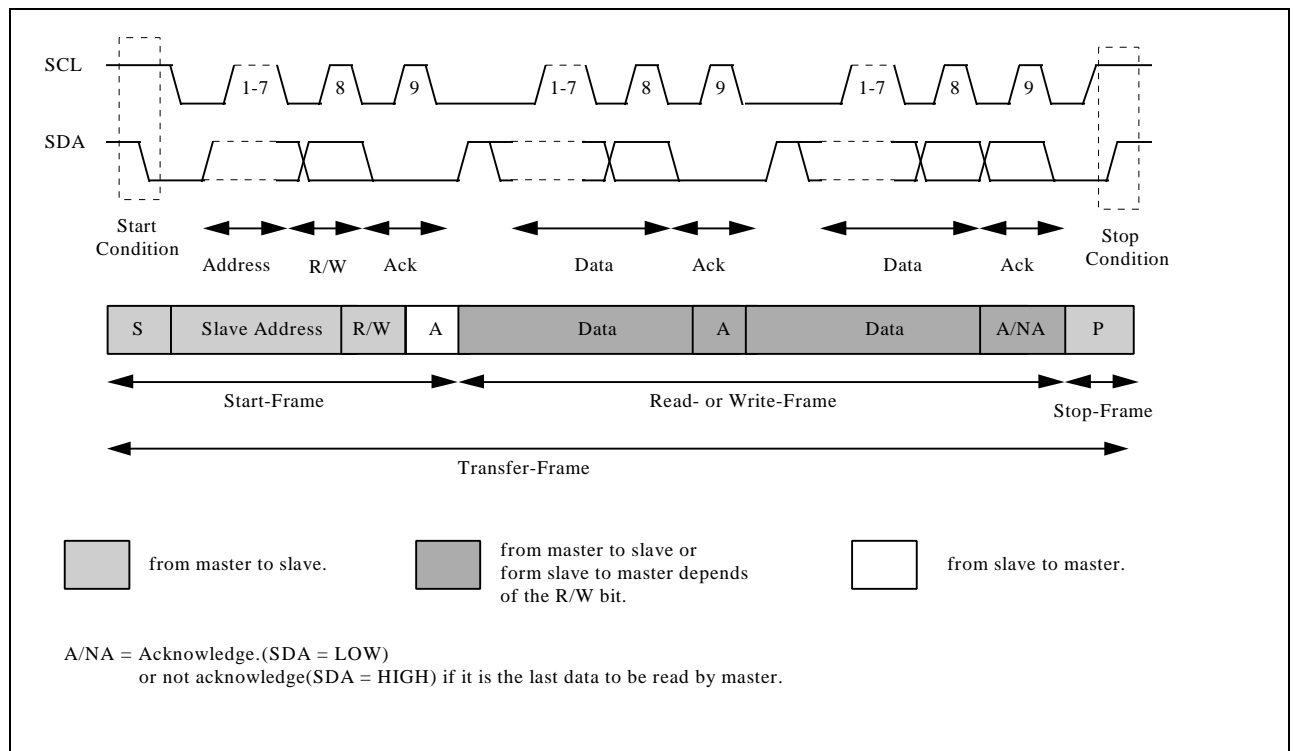 SCL
1-7 8 9 1-7 8 9 1-7 8 9
SDA
Start
Condition
Address R/W Ack Data Ack Data Ack
Stop
Condition
S Slave Address R/W A Data A Data A/NA P
Start-Frame Read- or Write-Frame Stop-Frame
Transfer-Frame
from master to slave.
from master to slave or
form slave to master depends
of the R/W bit.
from slave to master.
A/NA = Acknowledge.(SDA = LOW)
or not acknowledge(SDA = HIGH) if it is the last data to be read by master.